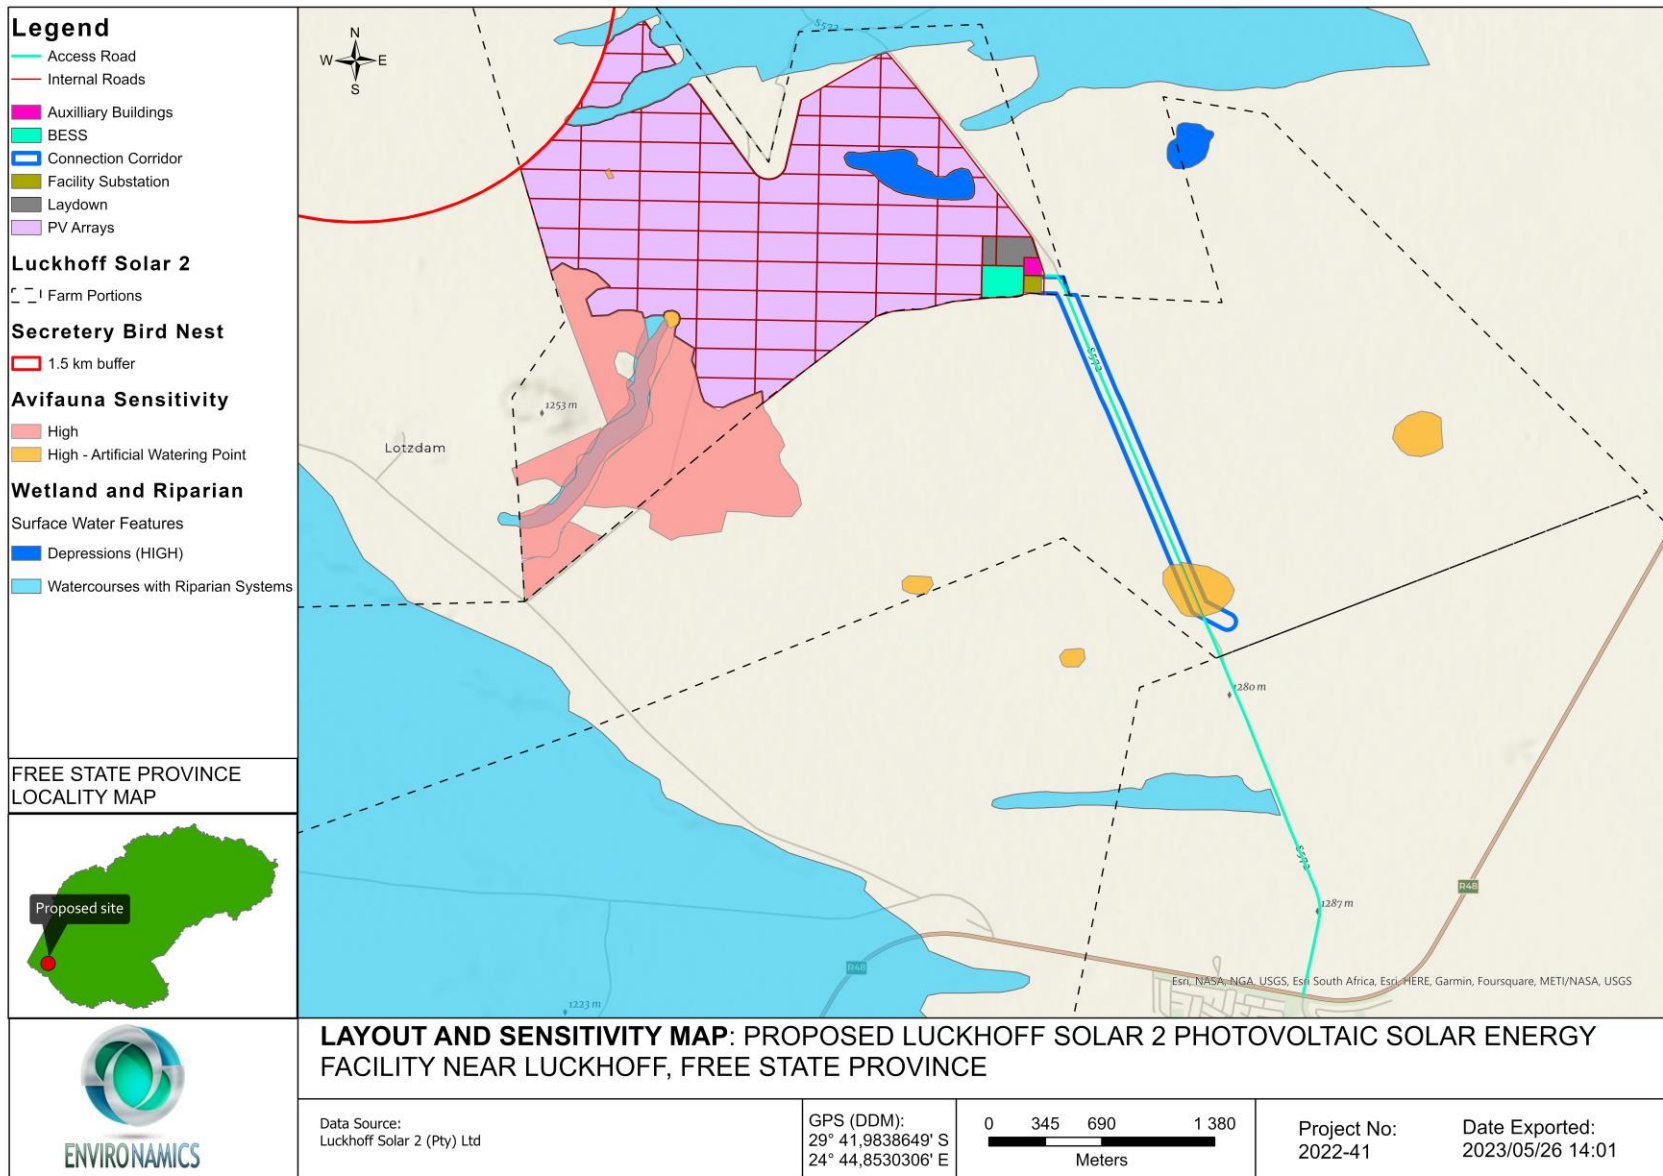 Legend
Access Road
Internal Roads
Auxilliary Buildings
BESS
Connection Corridor
Facility Substation
Laydown
PV Arrays
Luckhoff Solar 2
Farm Portions
Secretery Bird Nest
1.5 km buffer
Avifauna Sensitivity
High
High - Artificial Watering Point
Wetland and Riparian
Surface Water Features
Depressions (HIGH)
Watercourses with Riparian Systems
FREE STATE PROVINCE
LOCALITY MAP
Proposed site
ENVIRONAMICS
N
W E
S
S572
S572
1253 m
Lotzdam
1280 m
S572
1287 m
R48
R48
1223 m
Esri, NASA, NGA, USGS, Esri South Africa, Esri, HERE, Garmin, Foursquare, METI/NASA, USGS
LAYOUT AND SENSITIVITY MAP: PROPOSED LUCKHOFF SOLAR 2 PHOTOVOLTAIC SOLAR ENERGY
FACILITY NEAR LUCKHOFF, FREE STATE PROVINCE
Data Source:
Luckhoff Solar 2 (Pty) Ltd
GPS (DDM):
29° 41,9838649' S
24° 44,8530306' E
0 345 690 1 380
Meters
Project No:
2022-41
Date Exported:
2023/05/26 14:01